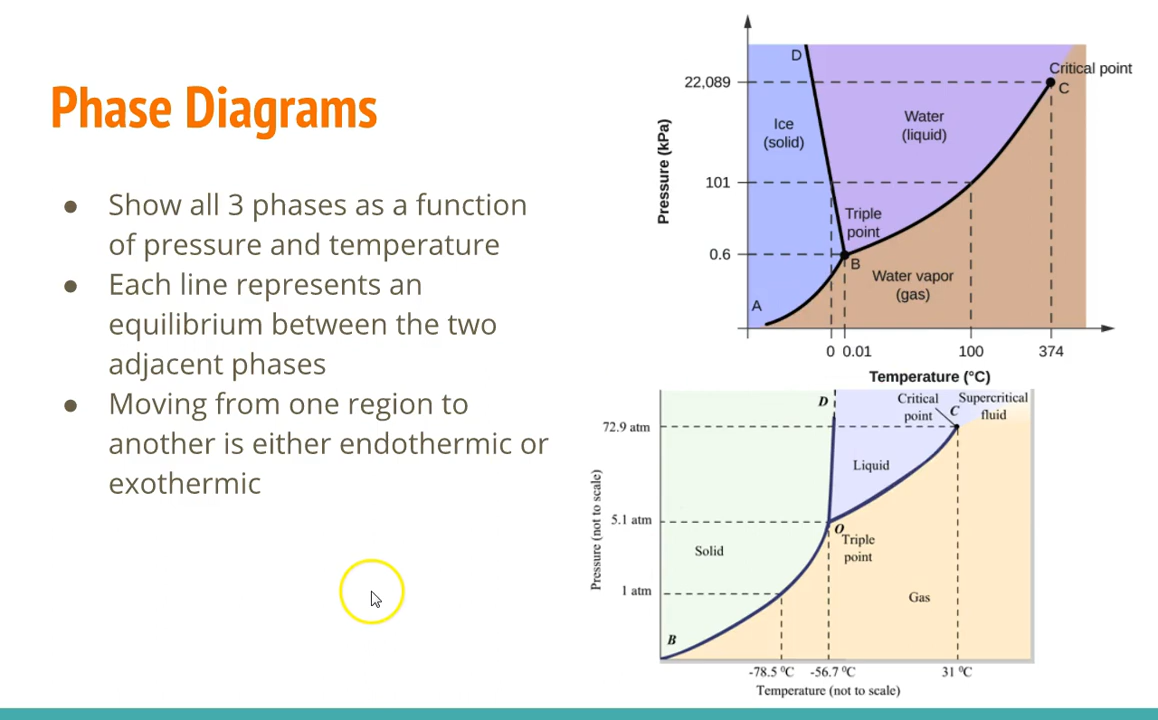 Phase Diagrams
● Show all 3 phases as a function
of pressure and temperature
● Each line represents an
equilibrium between the two
adjacent phases
● Moving from one region to
another is either endothermic or
exothermic
Pressure (kPa)
22,089
101
0.6
D
Critical point
C
Ice
(solid)
Water
(liquid)
Triple
point
B
Water vapor
(gas)
A
0 0.01 100 374
Temperature (°C)
Pressure (not to scale)
72.9 atm
5.1 atm
1 atm
D
Critical
point
C
Supercritical
fluid
Liquid
O
Triple
point
Solid
Gas
B
-78.5 ⁰C -56.7 ⁰C 31 ⁰C
Temperature (not to scale)